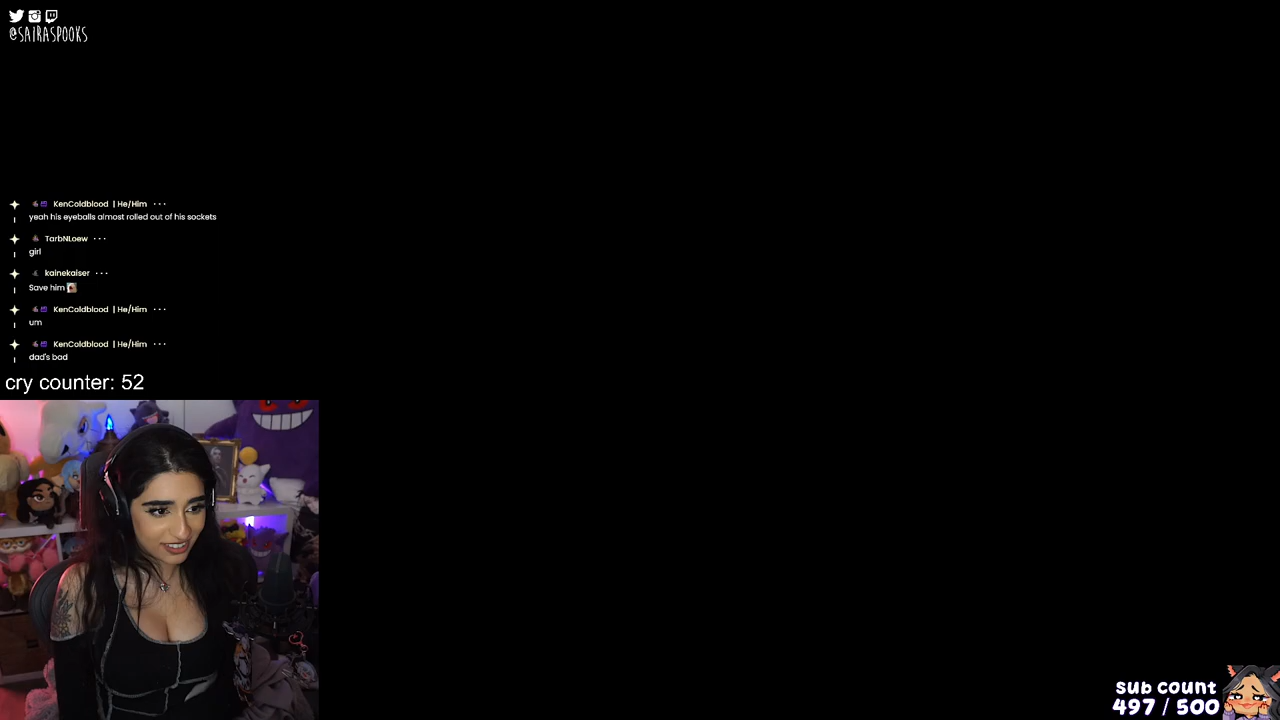 @SAIRASPOOKS
KenColdblood | He/Him ...
yeah his eyeballs almost rolled out of his sockets
TarbNLoew ...
girl
kainekaiser ...
Save him
KenColdblood | He/Him ...
um
KenColdblood | He/Him ...
dad's bad
cry counter: 52
sub count
497 / 500